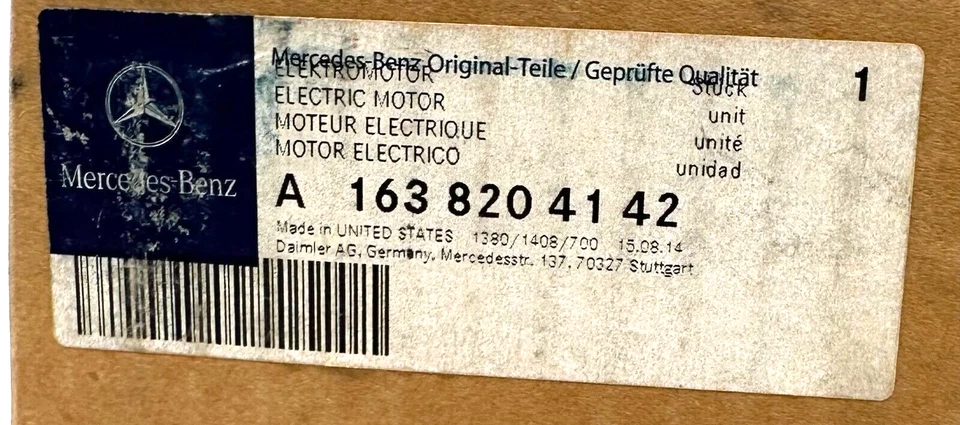 Mercedes-Benz
Mercedes-Benz Original-Teile / Geprüfte Qualität 1
ELEKTROMOTOR Stück
ELECTRIC MOTOR unit
MOTEUR ELECTRIQUE unité
MOTOR ELECTRICO unidad
A 163 820 41 42
Made in UNITED STATES 1380/1408/700 15.08.14
Daimler AG, Germany, Mercedesstr. 137, 70327 Stuttgart